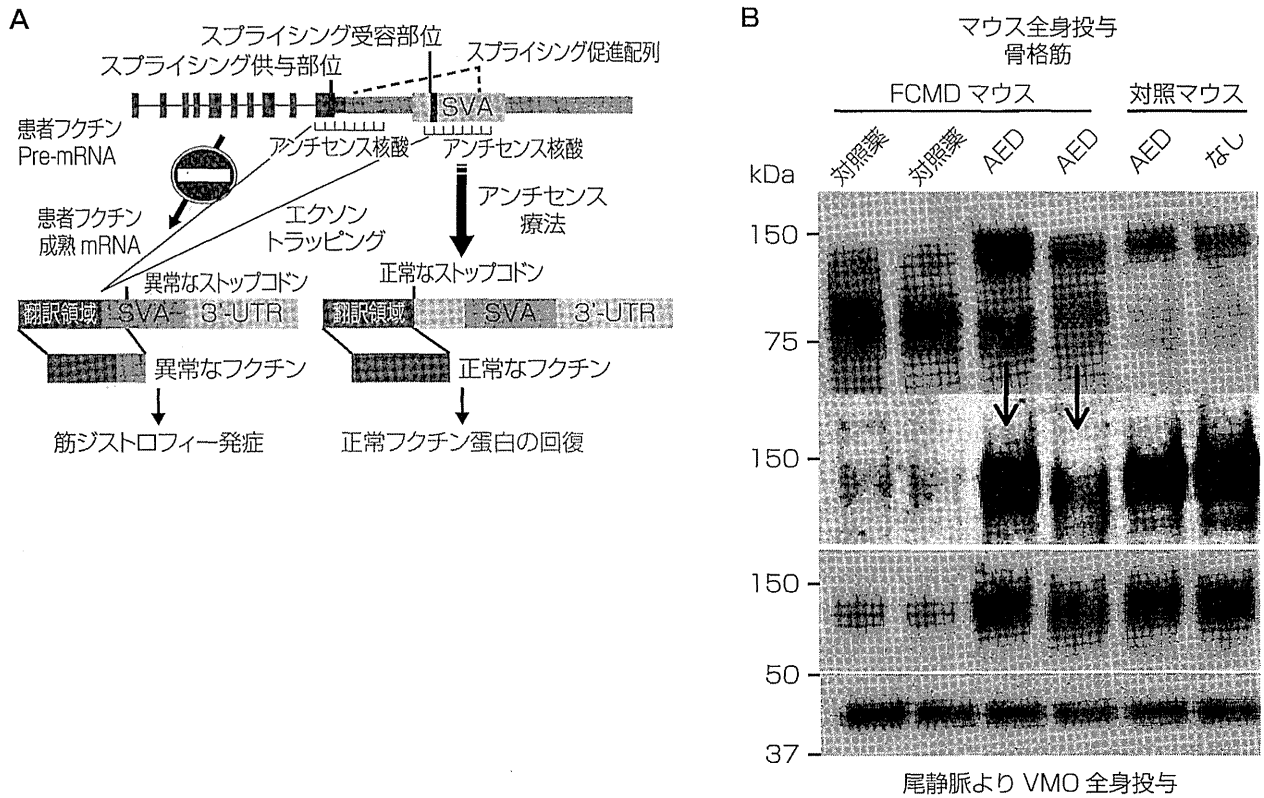 A
スプライシング受容部位
スプライシング促進配列
スプライシング供与部位
SVA
患者フクチン
Pre-mRNA
アンチセンス核酸
アンチセンス核酸
患者フクチン
成熟 mRNA
エクソン
トラッピング
アンチセンス
療法
異常なストップコドン
正常なストップコドン
翻訳領域 SVA 3'-UTR
翻訳領域 SVA 3'-UTR
異常なフクチン
正常なフクチン
筋ジストロフィー発症
正常フクチン蛋白の回復
B
マウス全身投与
骨格筋
FCMD マウス
対照マウス
対照薬 対照薬 AED AED AED なし
kDa
150
75
150
150
50
37
尾静脈より VMO 全身投与